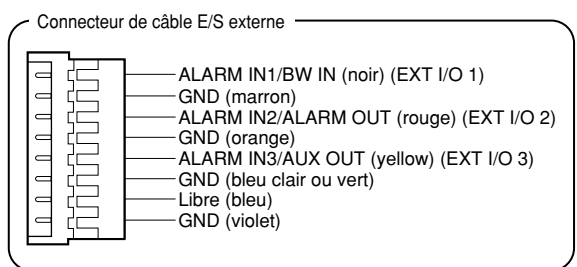 Connecteur de câble E/S externe
ALARM IN1/BW IN (noir) (EXT I/O 1)
GND (marron)
ALARM IN2/ALARM OUT (rouge) (EXT I/O 2)
GND (orange)
ALARM IN3/AUX OUT (yellow) (EXT I/O 3)
GND (bleu clair ou vert)
Libre (bleu)
GND (violet)